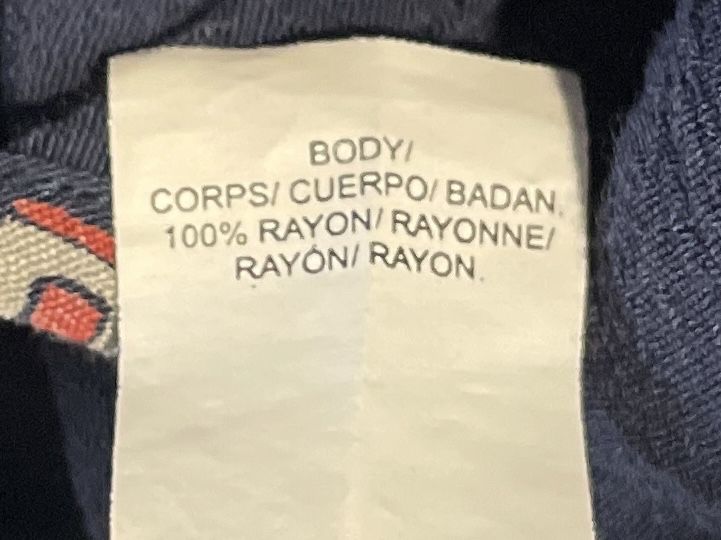 BODY/
CORPS/ CUERPO/ BADAN.
100% RAYON/ RAYONNE/
RAYÓN/ RAYON.